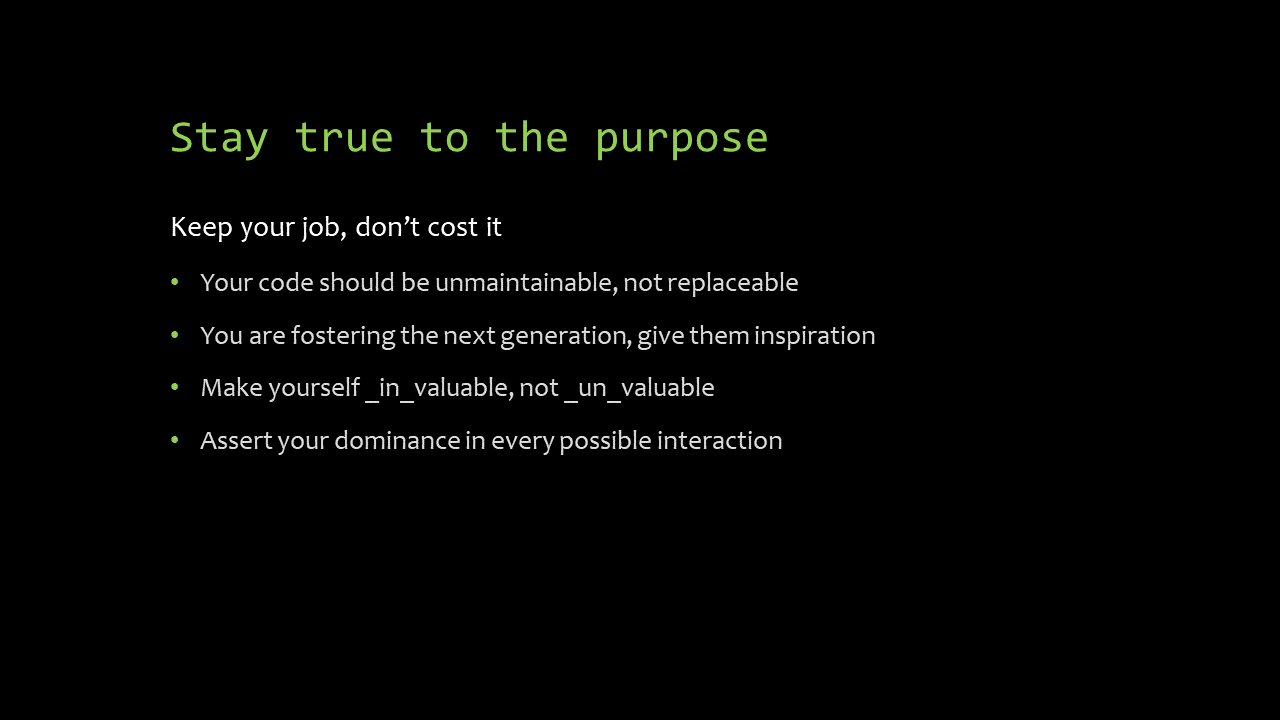 Stay true to the purpose
Keep your job, don’t cost it
• Your code should be unmaintainable, not replaceable
• You are fostering the next generation, give them inspiration
• Make yourself _in_valuable, not _un_valuable
• Assert your dominance in every possible interaction